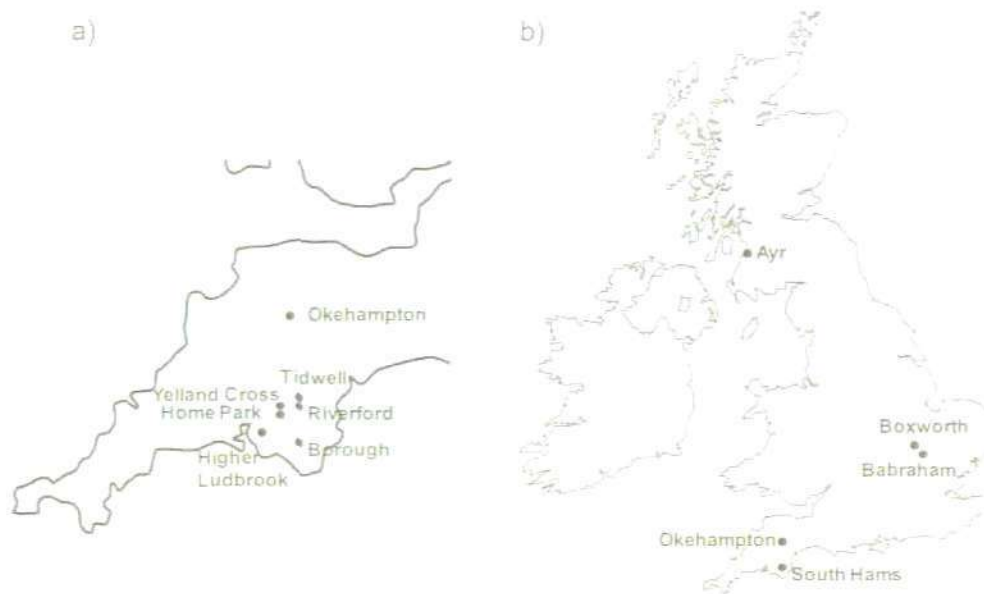 a)
Okehampton
Tidwell
Yelland Cross
Home Park
Riverford
Borough
Higher
Ludbrook
b)
Ayr
Boxworth
Babraham
Okehampton
South Hams